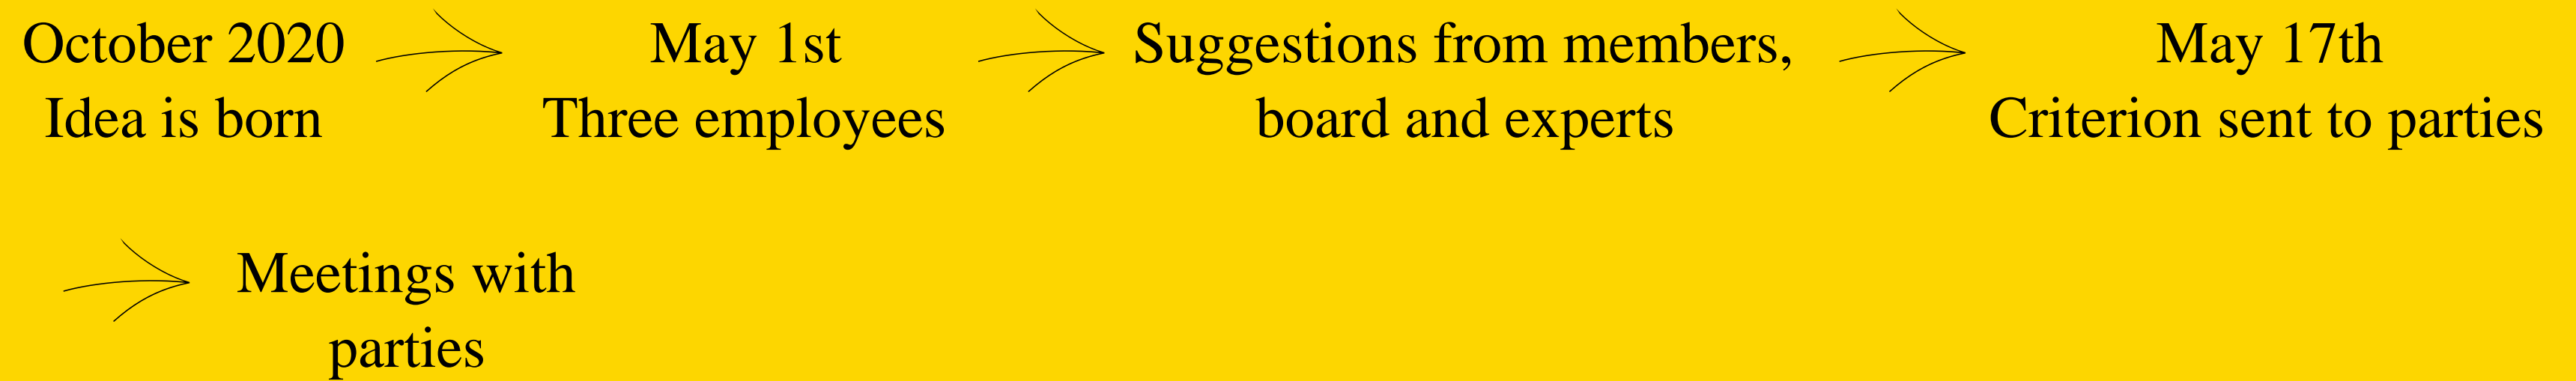 October 2020
Idea is born
May 1st
Three employees
Suggestions from members,
board and experts
May 17th
Criterion sent to parties
Meetings with
parties